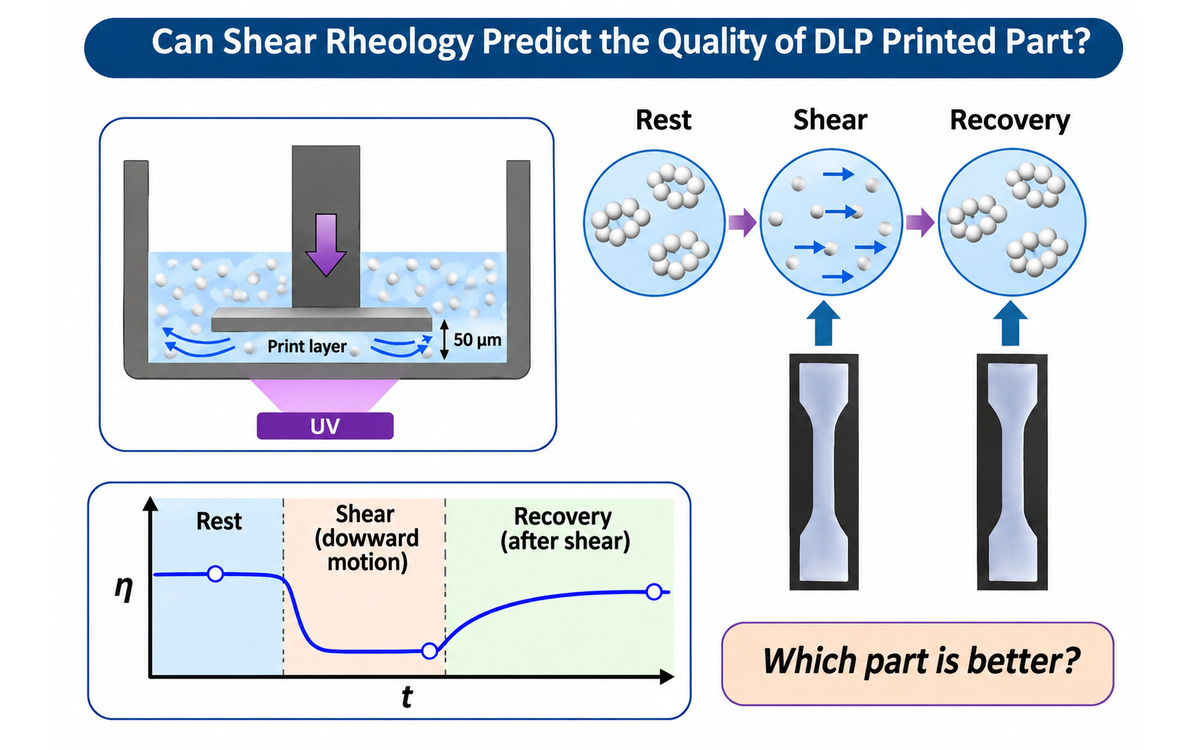 Can Shear Rheology Predict the Quality of DLP Printed Part?
Rest
Shear
Recovery
Print layer
50 μm
UV
Rest
Shear
(dowward
motion)
Recovery
(after shear)
η
t
Which part is better?